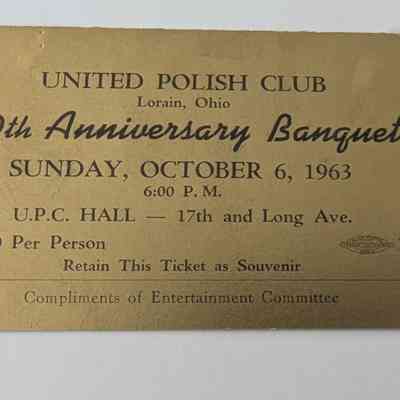 UNITED POLISH CLUB
Lorain, Ohio
0th Anniversary Banquet
SUNDAY, OCTOBER 6, 1963
6:00 P. M.
U.P.C. HALL — 17th and Long Ave.
Per Person
Retain This Ticket as Souvenir
Compliments of Entertainment Committee